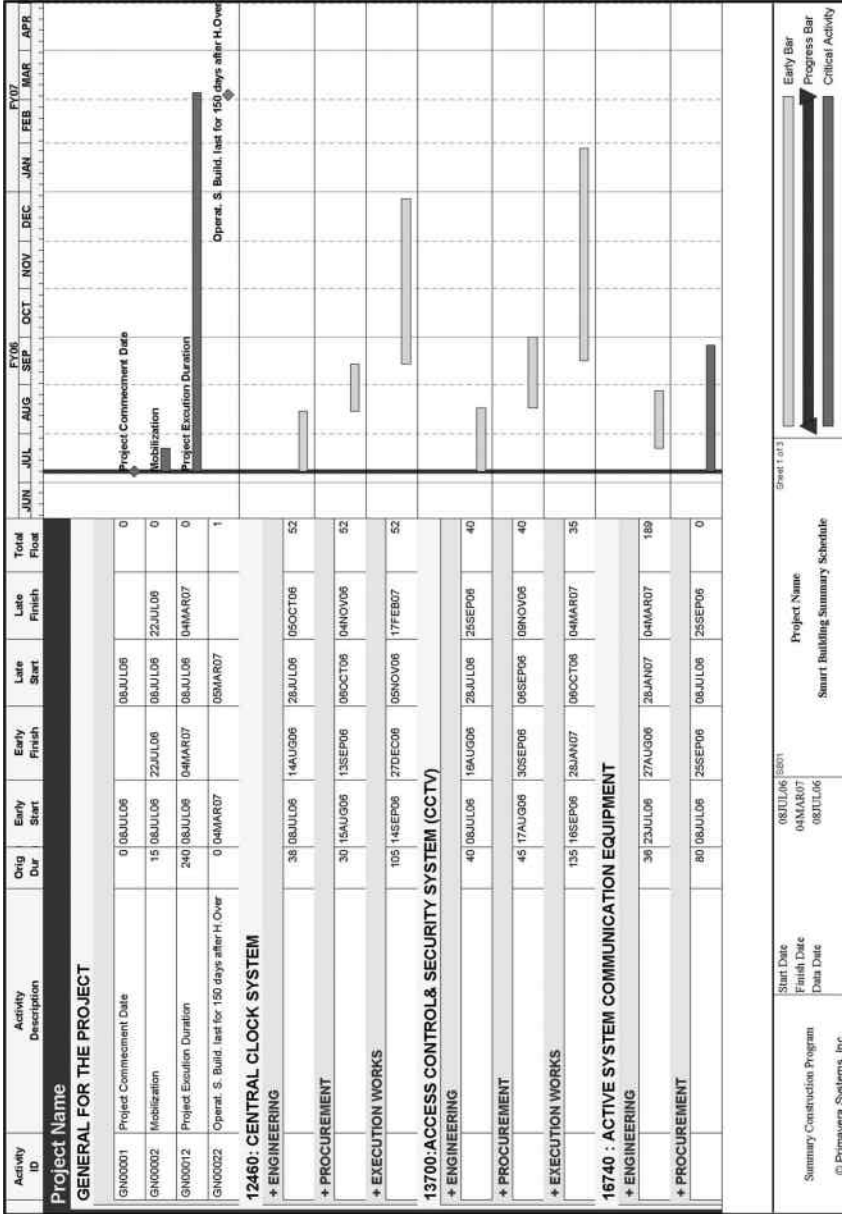 Activity ID Activity Description Orig Dur Early Start Early Finish Late Start Late Finish Total Float
FY06 FY07
JUN JUL AUG SEP OCT NOV DEC JAN FEB MAR APR
Project Name
GENERAL FOR THE PROJECT
GN00001 Project Commecment Date 0 08JUL06 08JUL06 0 Project Commecment Date
GN00002 Mobilization 15 08JUL06 22JUL06 08JUL06 22JUL06 0 Mobilization
GN00012 Project Excution Duration 240 08JUL06 04MAR07 08JUL06 04MAR07 0 Project Excution Duration
GN00022 Operat. S. Build. last for 150 days after H.Over 0 04MAR07 05MAR07 1 Operat. S. Build. last for 150 days after H.Over
12460: CENTRAL CLOCK SYSTEM
+ ENGINEERING
38 08JUL06 14AUG06 28JUL06 05OCT06 52
+ PROCUREMENT
30 15AUG06 13SEP06 06OCT06 04NOV06 52
+ EXECUTION WORKS
105 14SEP06 27DEC06 05NOV06 17FEB07 52
13700:ACCESS CONTROL& SECURITY SYSTEM (CCTV)
+ ENGINEERING
40 08JUL06 16AUG06 28JUL06 25SEP06 40
+ PROCUREMENT
45 17AUG06 30SEP06 06SEP06 09NOV06 40
+ EXECUTION WORKS
135 16SEP06 28JAN07 06OCT06 04MAR07 35
16740 : ACTIVE SYSTEM COMMUNICATION EQUIPMENT
+ ENGINEERING
36 23JUL06 27AUG06 28JAN07 04MAR07 189
+ PROCUREMENT
80 08JUL06 25SEP06 08JUL06 25SEP06 0
Summary Construction Program
© Primavera Systems, Inc.
Start Date 08JUL06
Finish Date 04MAR07
Data Date 08JUL06
SB01
Sheet 1 of 3
Project Name
Smart Building Summary Schedule
Early Bar
Progress Bar
Critical Activity